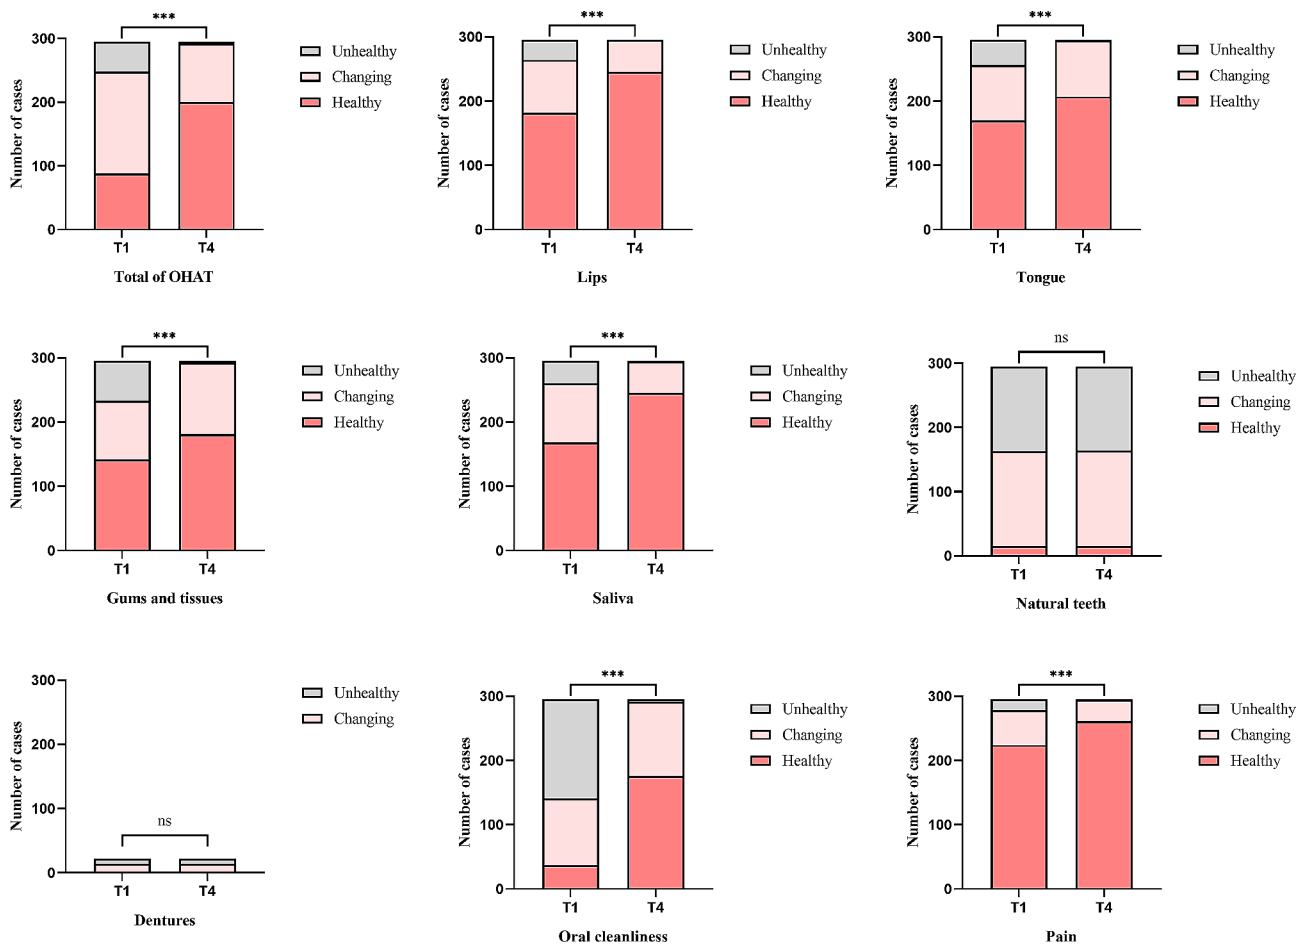 ***
300
200
100
0
Number of cases
T1
T4
Total of OHAT
Unhealthy
Changing
Healthy
***
300
200
100
0
Number of cases
T1
T4
Lips
Unhealthy
Changing
Healthy
***
300
200
100
0
Number of cases
T1
T4
Tongue
Unhealthy
Changing
Healthy
***
300
200
100
0
Number of cases
T1
T4
Gums and tissues
Unhealthy
Changing
Healthy
***
300
200
100
0
Number of cases
T1
T4
Saliva
Unhealthy
Changing
Healthy
ns
300
200
100
0
Number of cases
T1
T4
Natural teeth
Unhealthy
Changing
Healthy
300
200
100
0
Number of cases
ns
T1
T4
Dentures
Unhealthy
Changing
***
300
200
100
0
Number of cases
T1
T4
Oral cleanliness
Unhealthy
Changing
Healthy
***
300
200
100
0
Number of cases
T1
T4
Pain
Unhealthy
Changing
Healthy